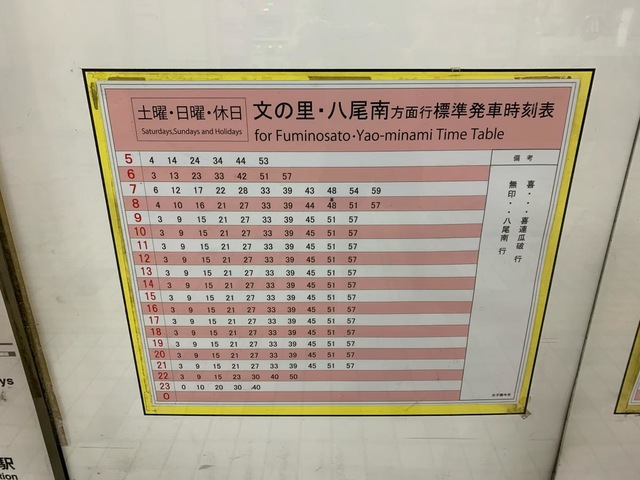 土曜・日曜・休日
Saturdays,Sundays and Holidays
文の里・八尾南方面行標準発車時刻表
for Fuminosato・Yao-minami Time Table
備考
喜・・・喜連瓜破 行
無印・・八尾南 行
5 4 14 24 34 44 53
6 3 13 23 33 42 51 57
7 6 12 17 22 28 33 39 43 48 54 59
8 4 10 16 21 27 33 39 44 48 51 57
9 3 9 15 21 27 33 39 45 51 57
10 3 9 15 21 27 33 39 45 51 57
11 3 9 15 21 27 33 39 45 51 57
12 3 9 15 21 27 33 39 45 51 57
13 3 9 15 21 27 33 39 45 51 57
14 3 9 15 21 27 33 39 45 51 57
15 3 9 15 21 27 33 39 45 51 57
16 3 9 15 21 27 33 39 45 51 57
17 3 9 15 21 27 33 39 45 51 57
18 3 9 15 21 27 33 39 45 51 57
19 3 9 15 21 27 33 39 45 51 57
20 3 9 15 21 27 33 39 45 51 57
21 3 9 15 21 27 33 39 45 51 57
22 3 9 15 23 30 40 50
23 0 10 20 30 40
0
ys
駅
tion